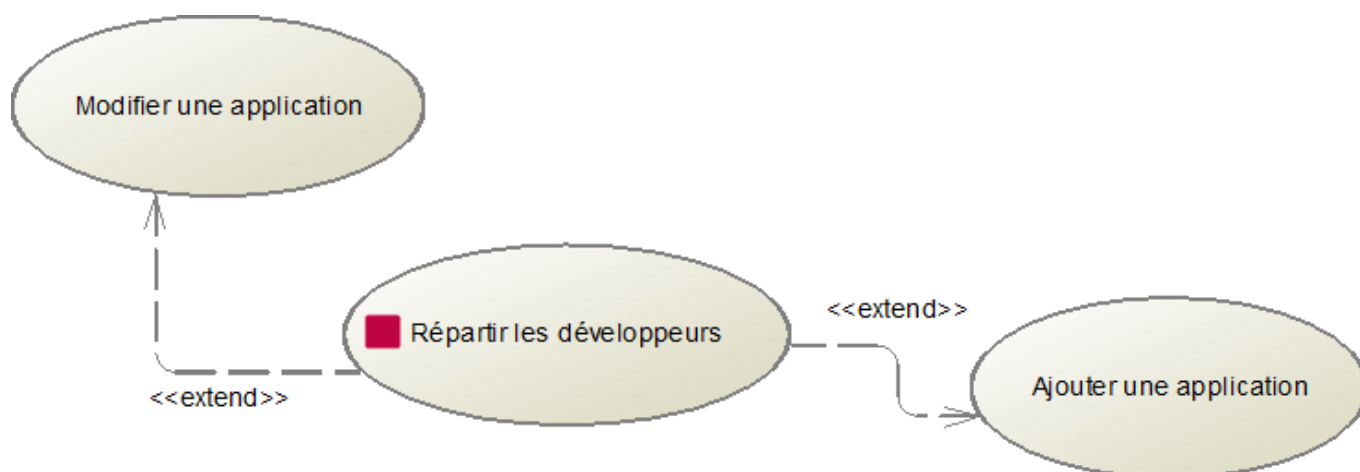 Modifier une application
Répartir les développeurs
<<extend>>
<<extend>>
Ajouter une application